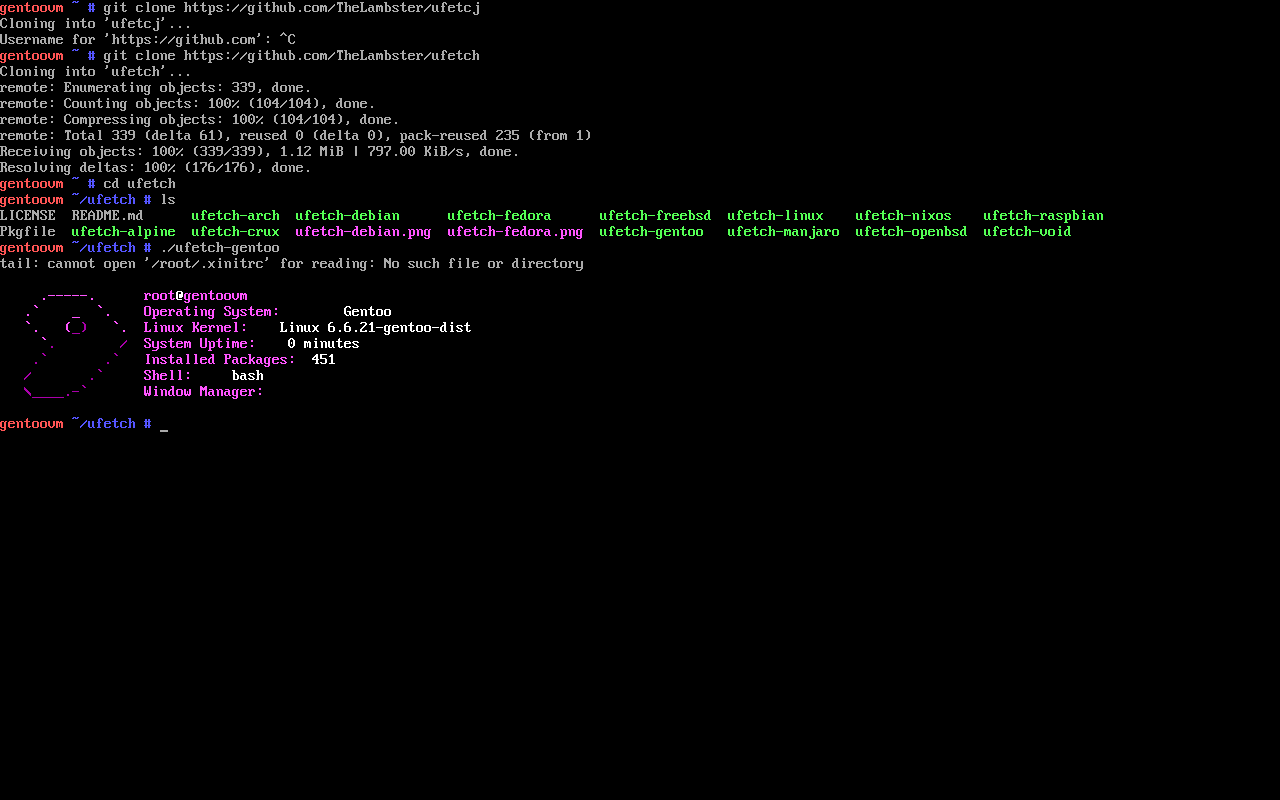 gentoovm ~ # git clone https://github.com/TheLambster/ufetcj
Cloning into 'ufetcj'...
Username for 'https://github.com': ^C
gentoovm ~ # git clone https://github.com/TheLambster/ufetch
Cloning into 'ufetch'...
remote: Enumerating objects: 339, done.
remote: Counting objects: 100% (104/104), done.
remote: Compressing objects: 100% (104/104), done.
remote: Total 339 (delta 61), reused 0 (delta 0), pack-reused 235 (from 1)
Receiving objects: 100% (339/339), 1.12 MiB | 797.00 KiB/s, done.
Resolving deltas: 100% (176/176), done.
gentoovm ~ # cd ufetch
gentoovm ~/ufetch # ls
LICENSE  README.md      ufetch-arch  ufetch-debian      ufetch-fedora      ufetch-freebsd  ufetch-linux    ufetch-nixos    ufetch-raspbian
Pkgfile  ufetch-alpine  ufetch-crux  ufetch-debian.png  ufetch-fedora.png  ufetch-gentoo   ufetch-manjaro  ufetch-openbsd  ufetch-void
gentoovm ~/ufetch # ./ufetch-gentoo
tail: cannot open '/root/.xinitrc' for reading: No such file or directory
root@gentoovm
Operating System:        Gentoo
Linux Kernel:    Linux 6.6.21-gentoo-dist
System Uptime:    0 minutes
Installed Packages:  451
Shell:     bash
Window Manager:
gentoovm ~/ufetch # _